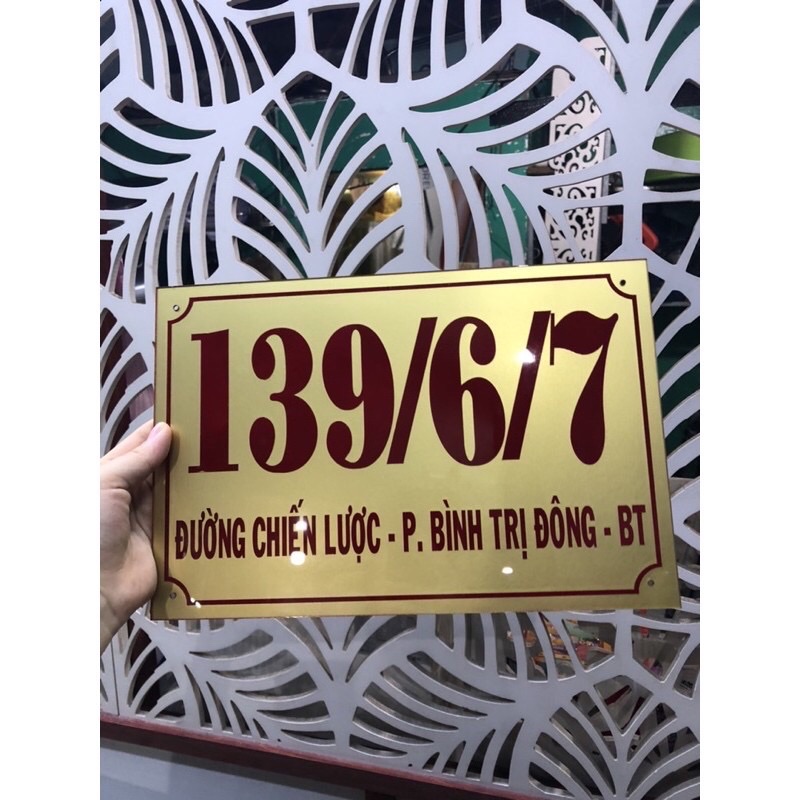 139/6/7
ĐƯỜNG CHIẾN LƯỢC - P. BÌNH TRỊ ĐÔNG - BT